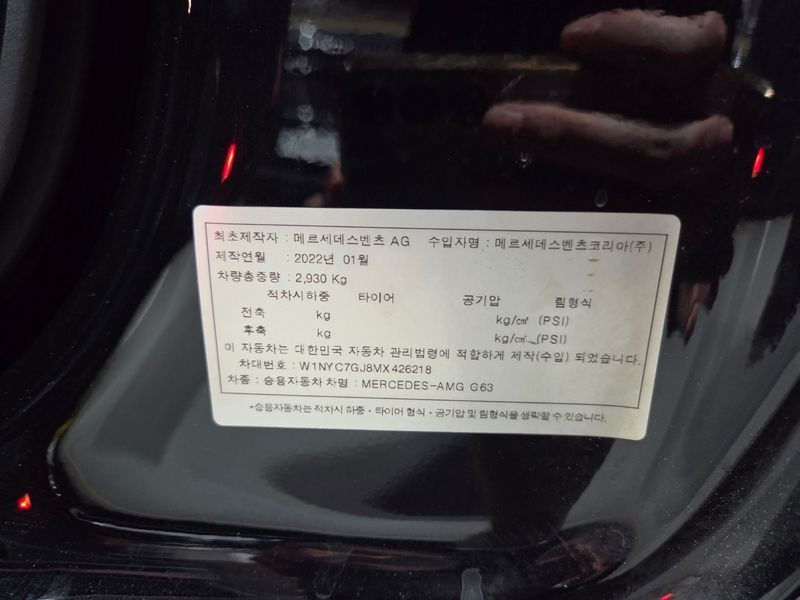 최초제작자 : 메르세데스벤츠 AG 수입자명 : 메르세데스벤츠코리아(주)
제작연월 : 2022년 01월
차량총중량 : 2,930 Kg
적차시하중 타이어 공기압 림형식
전축 kg kg/㎠ (PSI)
후축 kg kg/㎠ (PSI)
이 자동차는 대한민국 자동차 관리법령에 적합하게 제작(수입) 되었습니다.
차대번호 : W1NYC7GJ8MX426218
차종 : 승용자동차 차명 : MERCEDES-AMG G63
*승용자동차는 적차시 하중 · 타이어 형식 · 공기압 및 림형식을 생략할 수 있습니다.